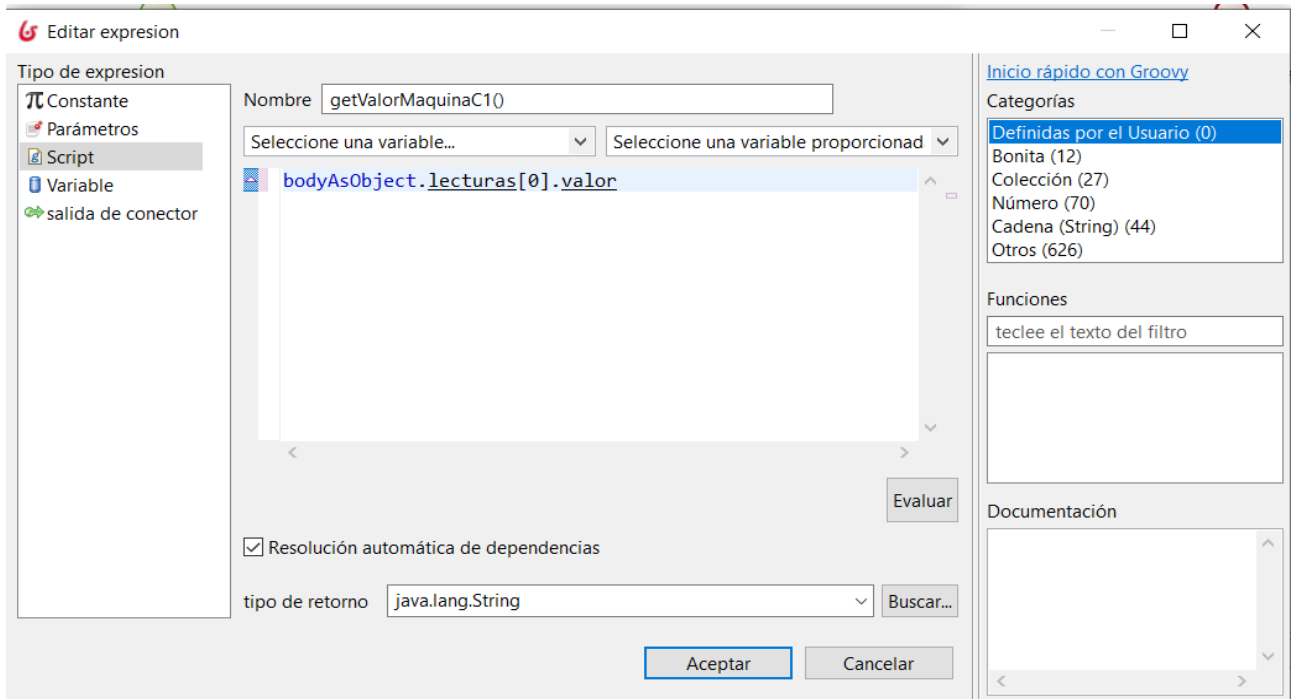 Editar expresion
Tipo de expresion
Constante
Parámetros
Script
Variable
salida de conector
Nombre getValorMaquinaC1()
Seleccione una variable... Seleccione una variable proporcionad
bodyAsObject.lecturas[0].valor
Evaluar
Resolución automática de dependencias
tipo de retorno java.lang.String Buscar...
Aceptar Cancelar
Inicio rápido con Groovy
Categorías
Definidas por el Usuario (0)
Bonita (12)
Colección (27)
Número (70)
Cadena (String) (44)
Otros (626)
Funciones
teclee el texto del filtro
Documentación